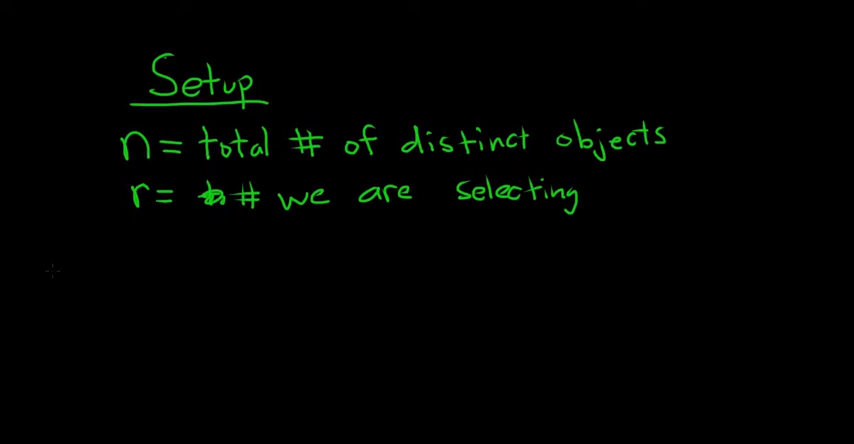 Setup
n = total # of distinct objects
r = # we are selecting